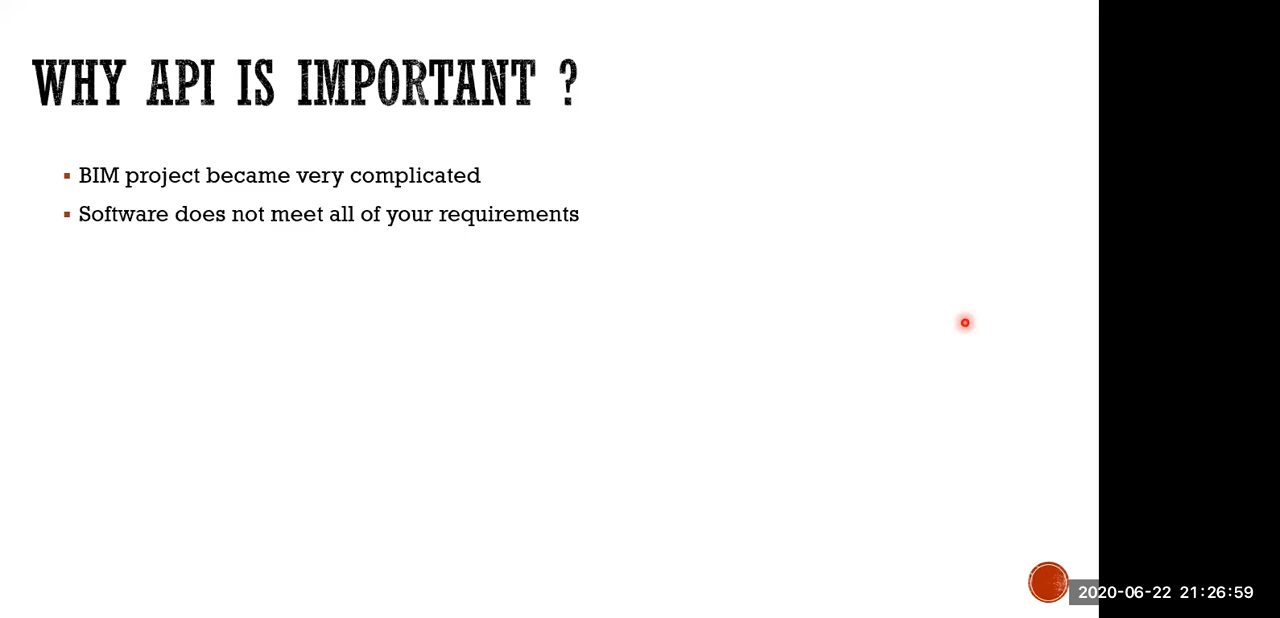 WHY API IS IMPORTANT ?
BIM project became very complicated
Software does not meet all of your requirements
2020-06-22 21:26:59